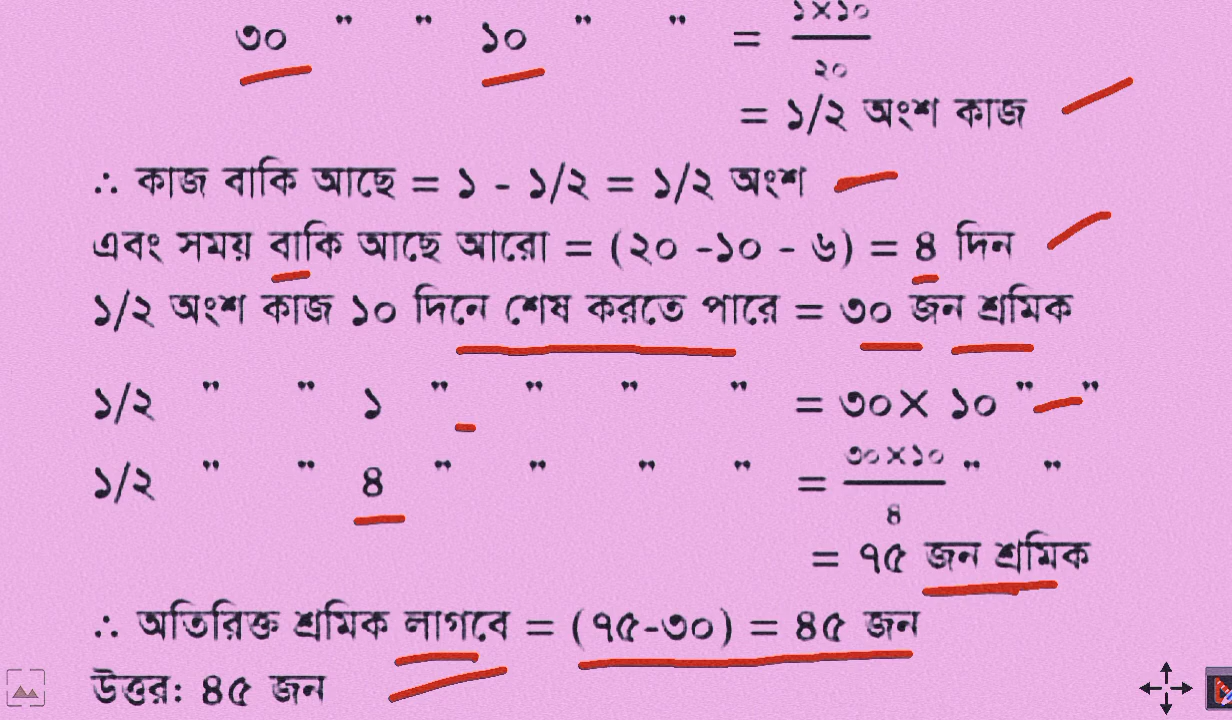 ৩০ " " ১০ " " = ১×১০/২০
= ১/২ অংশ কাজ
∴ কাজ বাকি আছে = ১ - ১/২ = ১/২ অংশ
এবং সময় বাকি আছে আরো = (২০ -১০ - ৬) = ৪ দিন
১/২ অংশ কাজ ১০ দিনে শেষ করতে পারে = ৩০ জন শ্রমিক
১/২ " " ১ " " " " = ৩০× ১০ " "
১/২ " " ৪ " " " " = ৩০×১০/৪ " "
= ৭৫ জন শ্রমিক
∴ অতিরিক্ত শ্রমিক লাগবে = (৭৫-৩০) = ৪৫ জন
উত্তর: ৪৫ জন